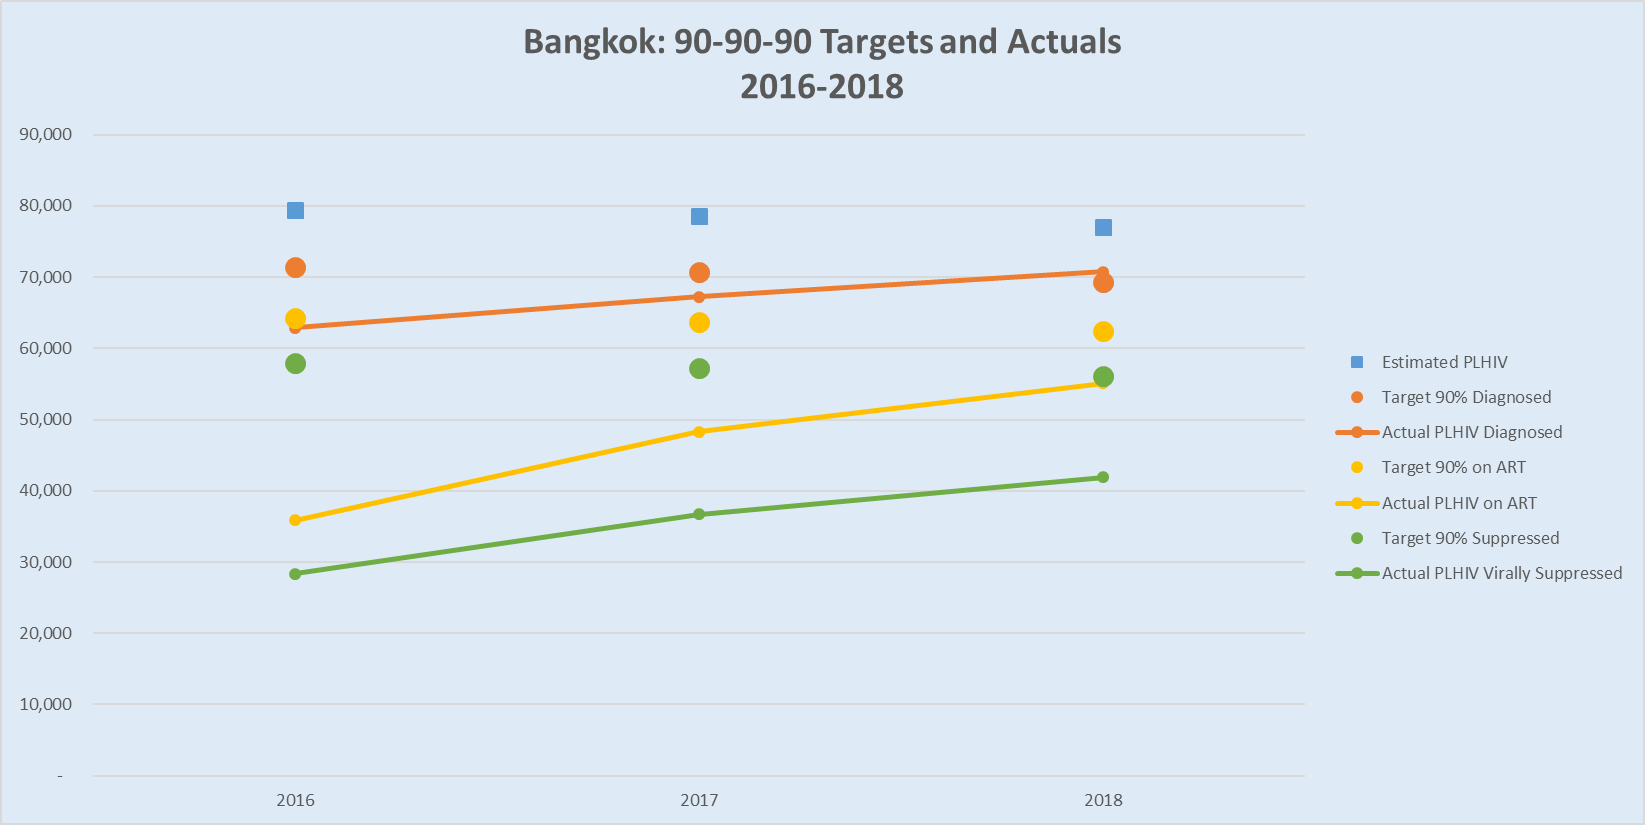 Bangkok: 90-90-90 Targets and Actuals
2016-2018
90,000
80,000
70,000
60,000
50,000
40,000
30,000
20,000
10,000
-
2016
2017
2018
Estimated PLHIV
Target 90% Diagnosed
Actual PLHIV Diagnosed
Target 90% on ART
Actual PLHIV on ART
Target 90% Suppressed
Actual PLHIV Virally Suppressed